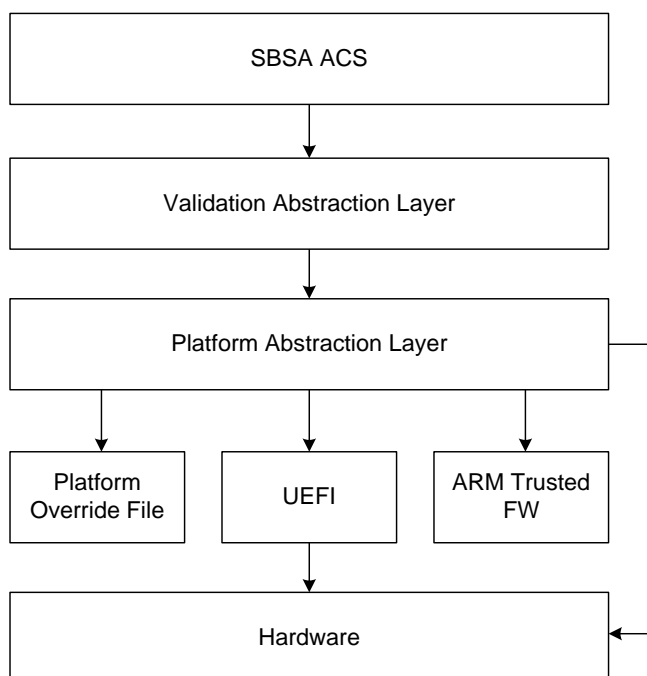 SBSA ACS
Validation Abstraction Layer
Platform Abstraction Layer
Platform
Override File
UEFI
ARM Trusted
FW
Hardware